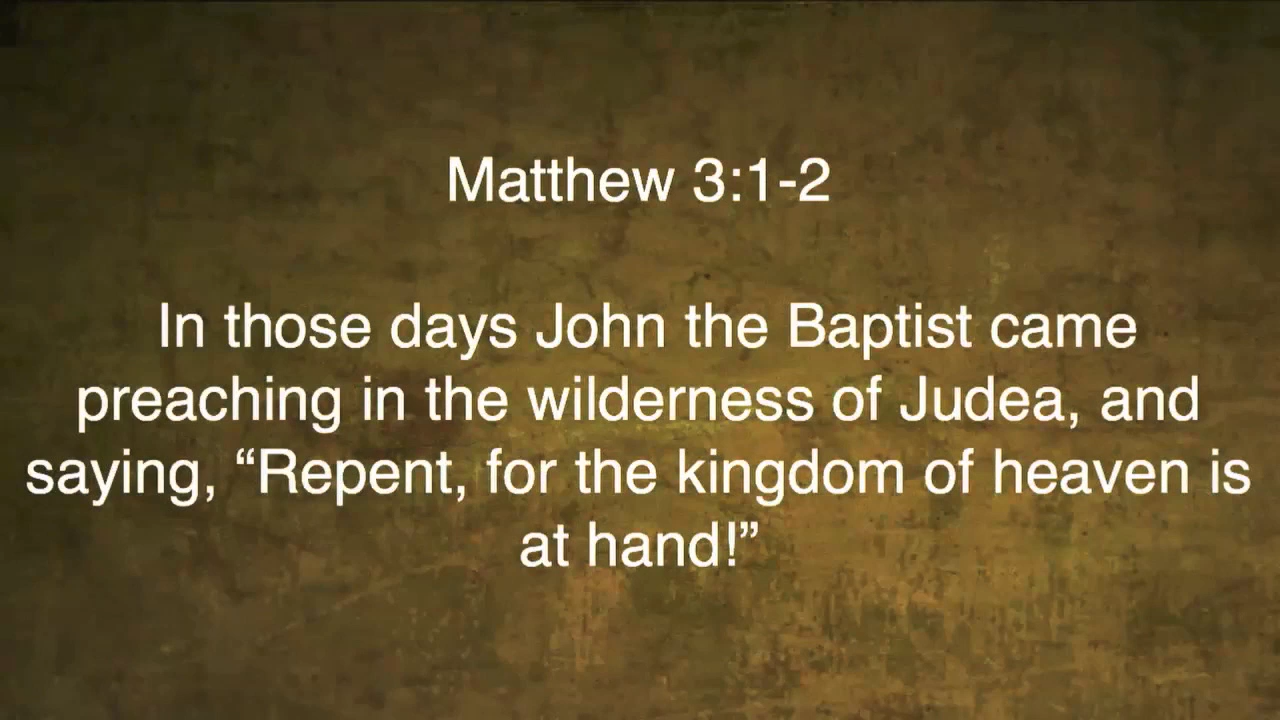 Matthew 3:1-2
In those days John the Baptist came
preaching in the wilderness of Judea, and
saying, “Repent, for the kingdom of heaven is
at hand!”